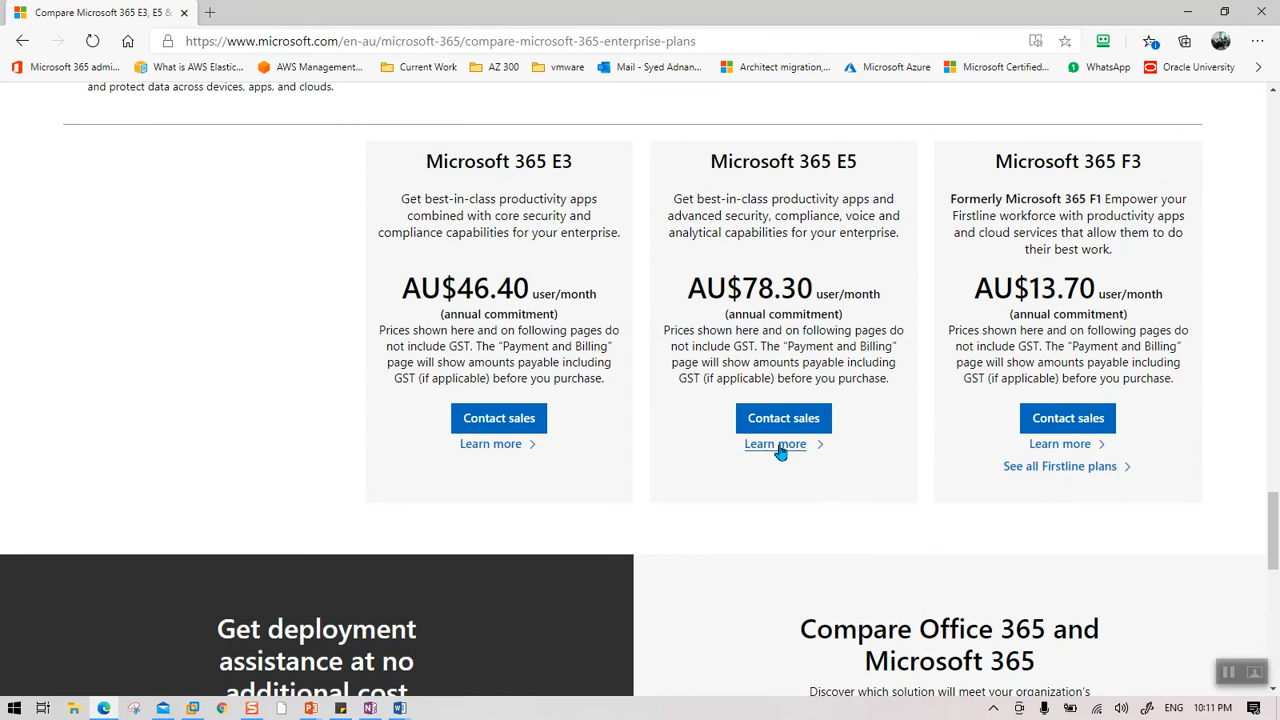 Compare Microsoft 365 E3, E5 &
https://www.microsoft.com/en-au/microsoft-365/compare-microsoft-365-enterprise-plans
Microsoft 365 admi... What is AWS Elastic... AWS Management... Current Work AZ 300 vmware Mail - Syed Adnan... Architect migration,... Microsoft Azure Microsoft Certified... WhatsApp Oracle University
and protect data across devices, apps, and clouds.
Microsoft 365 E3
Get best-in-class productivity apps
combined with core security and
compliance capabilities for your enterprise.
AU$46.40 user/month
(annual commitment)
Prices shown here and on following pages do
not include GST. The “Payment and Billing”
page will show amounts payable including
GST (if applicable) before you purchase.
Contact sales
Learn more
Microsoft 365 E5
Get best-in-class productivity apps and
advanced security, compliance, voice and
analytical capabilities for your enterprise.
AU$78.30 user/month
(annual commitment)
Prices shown here and on following pages do
not include GST. The “Payment and Billing”
page will show amounts payable including
GST (if applicable) before you purchase.
Contact sales
Learn more
Microsoft 365 F3
Formerly Microsoft 365 F1 Empower your
Firstline workforce with productivity apps
and cloud services that allow them to do
their best work.
AU$13.70 user/month
(annual commitment)
Prices shown here and on following pages do
not include GST. The “Payment and Billing”
page will show amounts payable including
GST (if applicable) before you purchase.
Contact sales
Learn more
See all Firstline plans
Get deployment
assistance at no
additional cost
Compare Office 365 and
Microsoft 365
Discover which solution will meet your organization's
ENG 10:11 PM